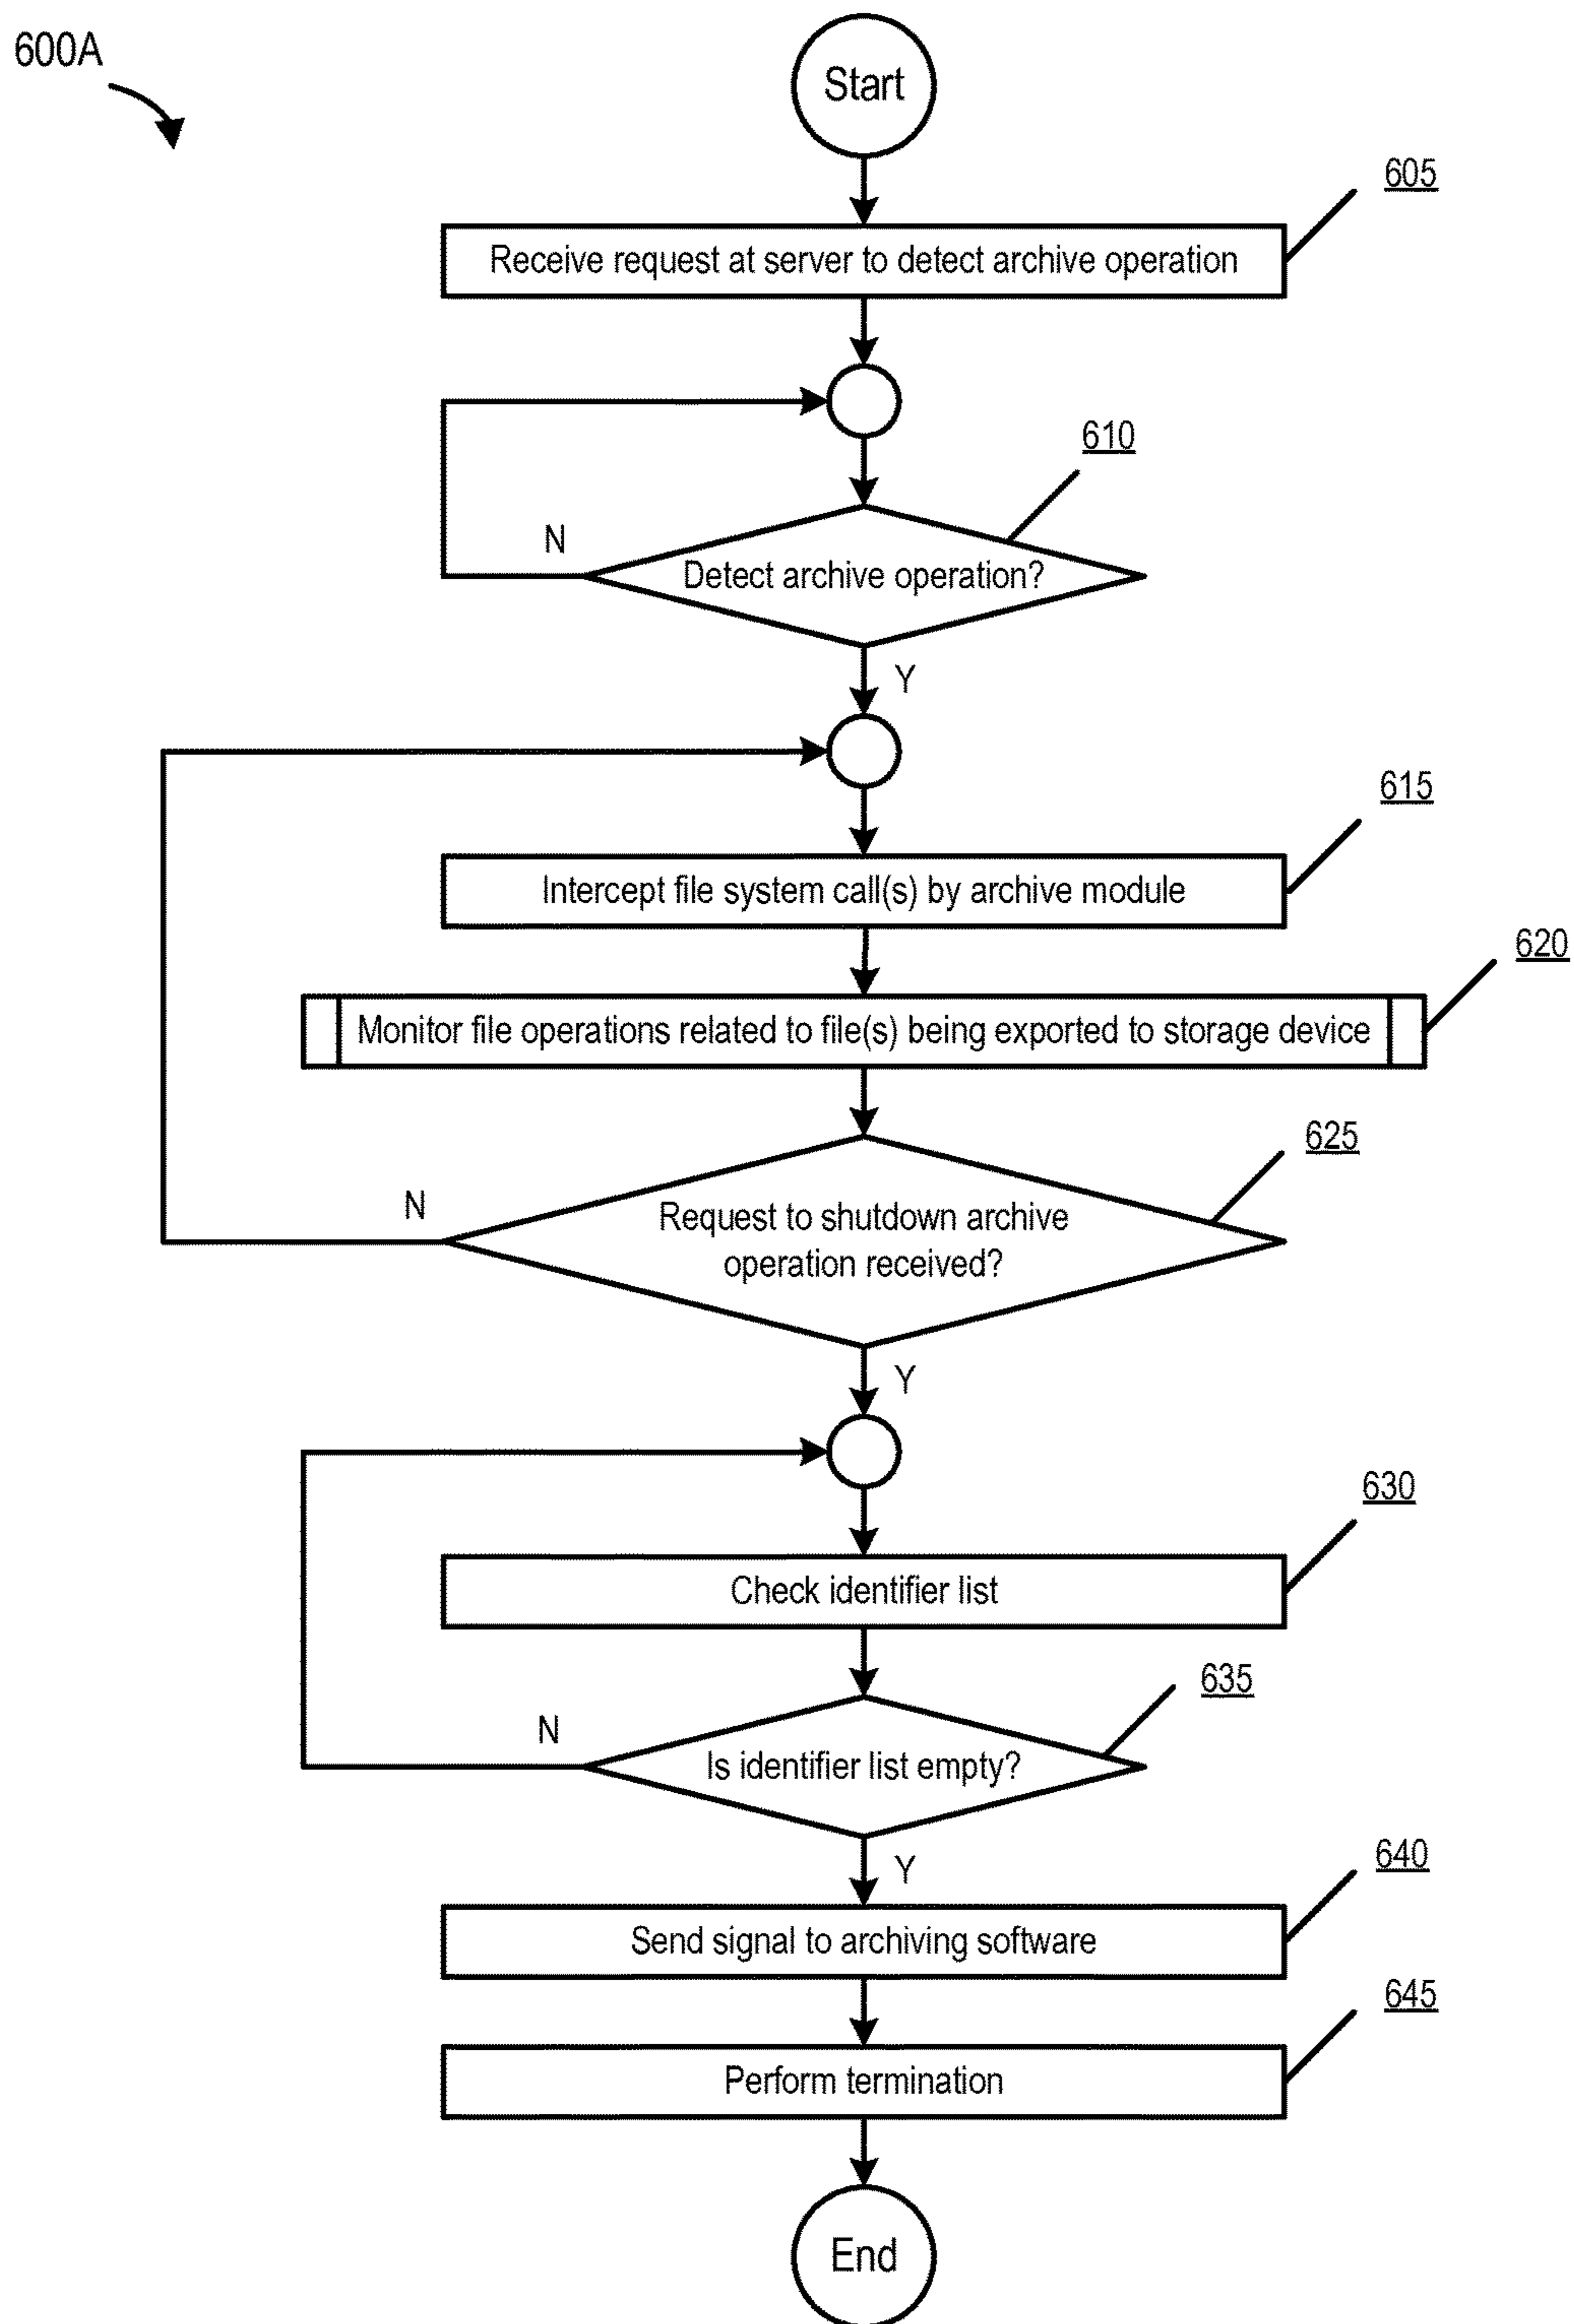 600A
Start
605
Receive request at server to detect archive operation
610
N
Detect archive operation?
Y
615
Intercept file system call(s) by archive module
620
Monitor file operations related to file(s) being exported to storage device
625
N
Request to shutdown archive
operation received?
Y
630
Check identifier list
635
N
Is identifier list empty?
Y
640
Send signal to archiving software
645
Perform termination
End